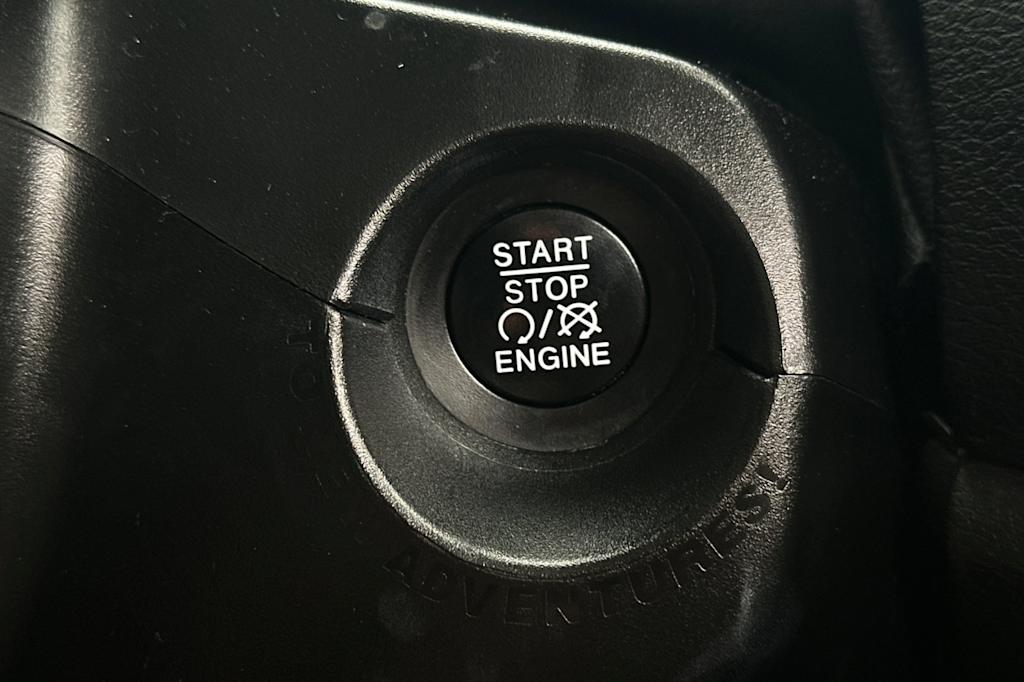 START
STOP
/
ENGINE
ADVENTURES!